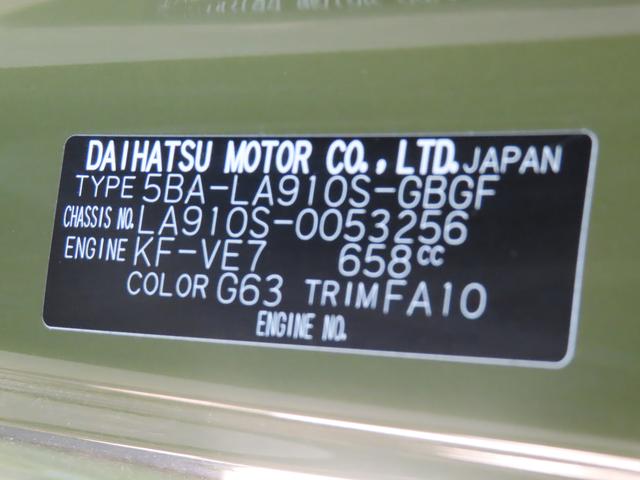 DAIHATSU MOTOR CO., LTD. JAPAN
TYPE 5BA-LA910S-GBGF
CHASSIS NO. LA910S-0053256
ENGINE KF-VE7 658cc
COLOR G63 TRIM FA10
ENGINE NO.